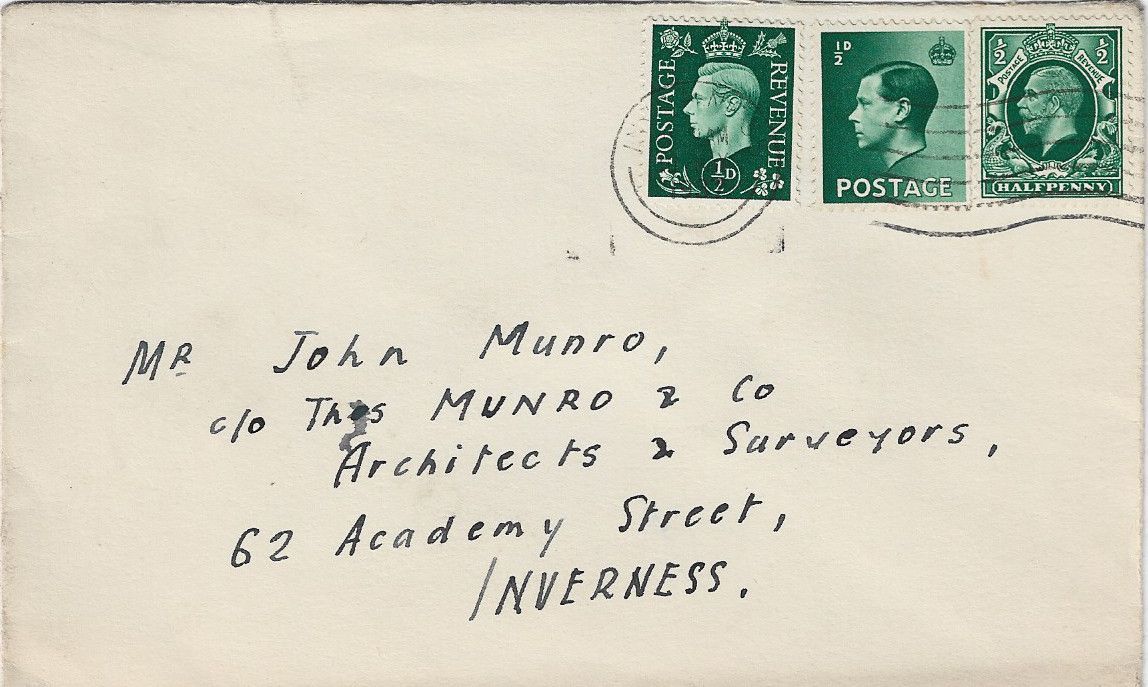 POSTAGE REVENUE ½D
½D POSTAGE
½ POSTAGE REVENUE ½ HALFPENNY
Mr John Munro,
c/o Thos MUNRO & Co
Architects & Surveyors,
62 Academy Street,
INVERNESS.